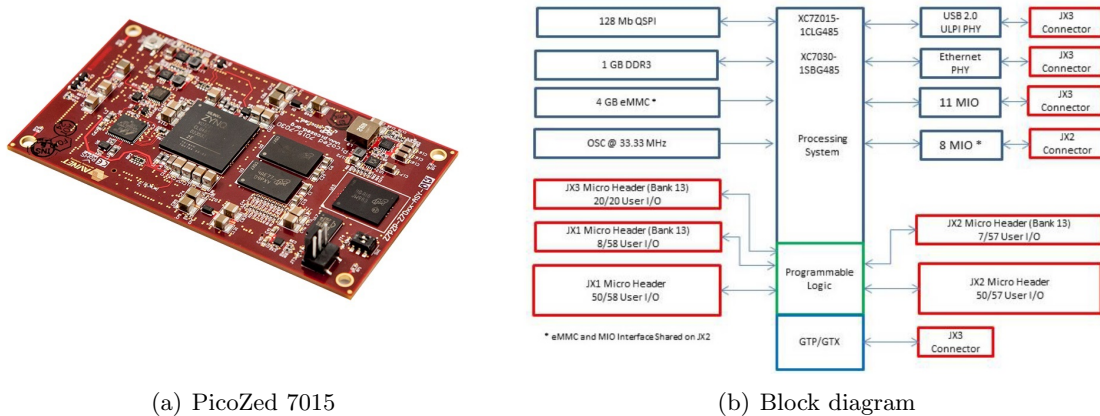 128 Mb QSPI
1 GB DDR3
4 GB eMMC *
OSC @ 33.33 MHz
JX3 Micro Header (Bank 13)
20/20 User I/O
JX1 Micro Header (Bank 13)
8/58 User I/O
JX1 Micro Header
50/58 User I/O
* eMMC and MIO Interface Shared on JX2
XC7Z015-
1CLG485
XC7030-
1SBG485
Processing
System
Programmable
Logic
GTP/GTX
USB 2.0
ULPI PHY
JX3
Connector
Ethernet
PHY
JX3
Connector
11 MIO
JX3
Connector
8 MIO *
JX2
Connector
JX2 Micro Header (Bank 13)
7/57 User I/O
JX2 Micro Header
50/57 User I/O
JX3
Connector
ZYNQ
AVNET
(a) PicoZed 7015
(b) Block diagram